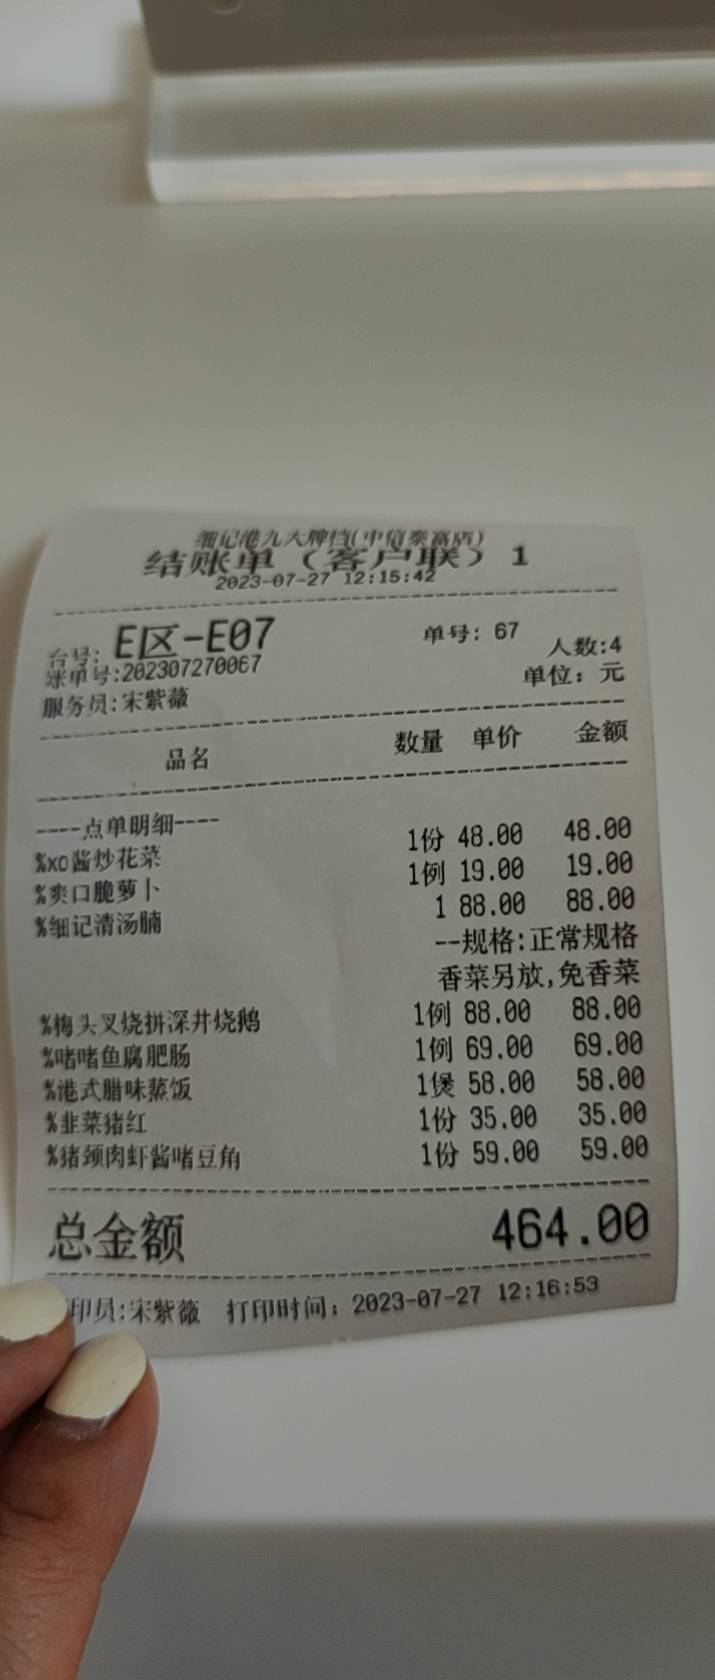 细记港九大牌档(中信泰富店)
结账单（客户联）1
2023-07-27 12:15:42
台号: E区-E07 单号: 67
账单号:202307270067 人数:4
服务员:宋紫薇 单位: 元
品名 数量 单价 金额
----点单明细----
%xo酱炒花菜 1份 48.00 48.00
%爽口脆萝卜 1例 19.00 19.00
%细记清汤腩 1 88.00 88.00
--规格:正常规格
香菜另放,免香菜
%梅头叉烧拼深井烧鹅 1例 88.00 88.00
%啫啫鱼腐肥肠 1例 69.00 69.00
%港式腊味蒸饭 1煲 58.00 58.00
%韭菜猪红 1份 35.00 35.00
%猪颈肉虾酱啫豆角 1份 59.00 59.00
总金额 464.00
印员:宋紫薇 打印时间: 2023-07-27 12:16:53